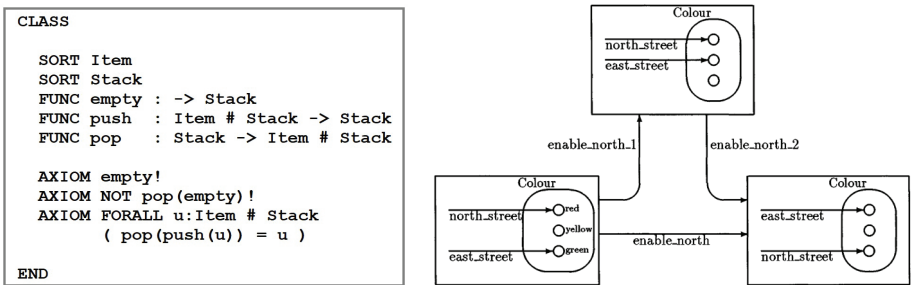 CLASS
SORT Item
SORT Stack
FUNC empty : -> Stack
FUNC push : Item # Stack -> Stack
FUNC pop : Stack -> Item # Stack
AXIOM empty!
AXIOM NOT pop(empty)!
AXIOM FORALL u:Item # Stack
( pop(push(u)) = u )
END
Colour
north_street
east_street
enable_north_1
enable_north_2
Colour
north_street
red
yellow
green
east_street
enable_north
Colour
east_street
north_street